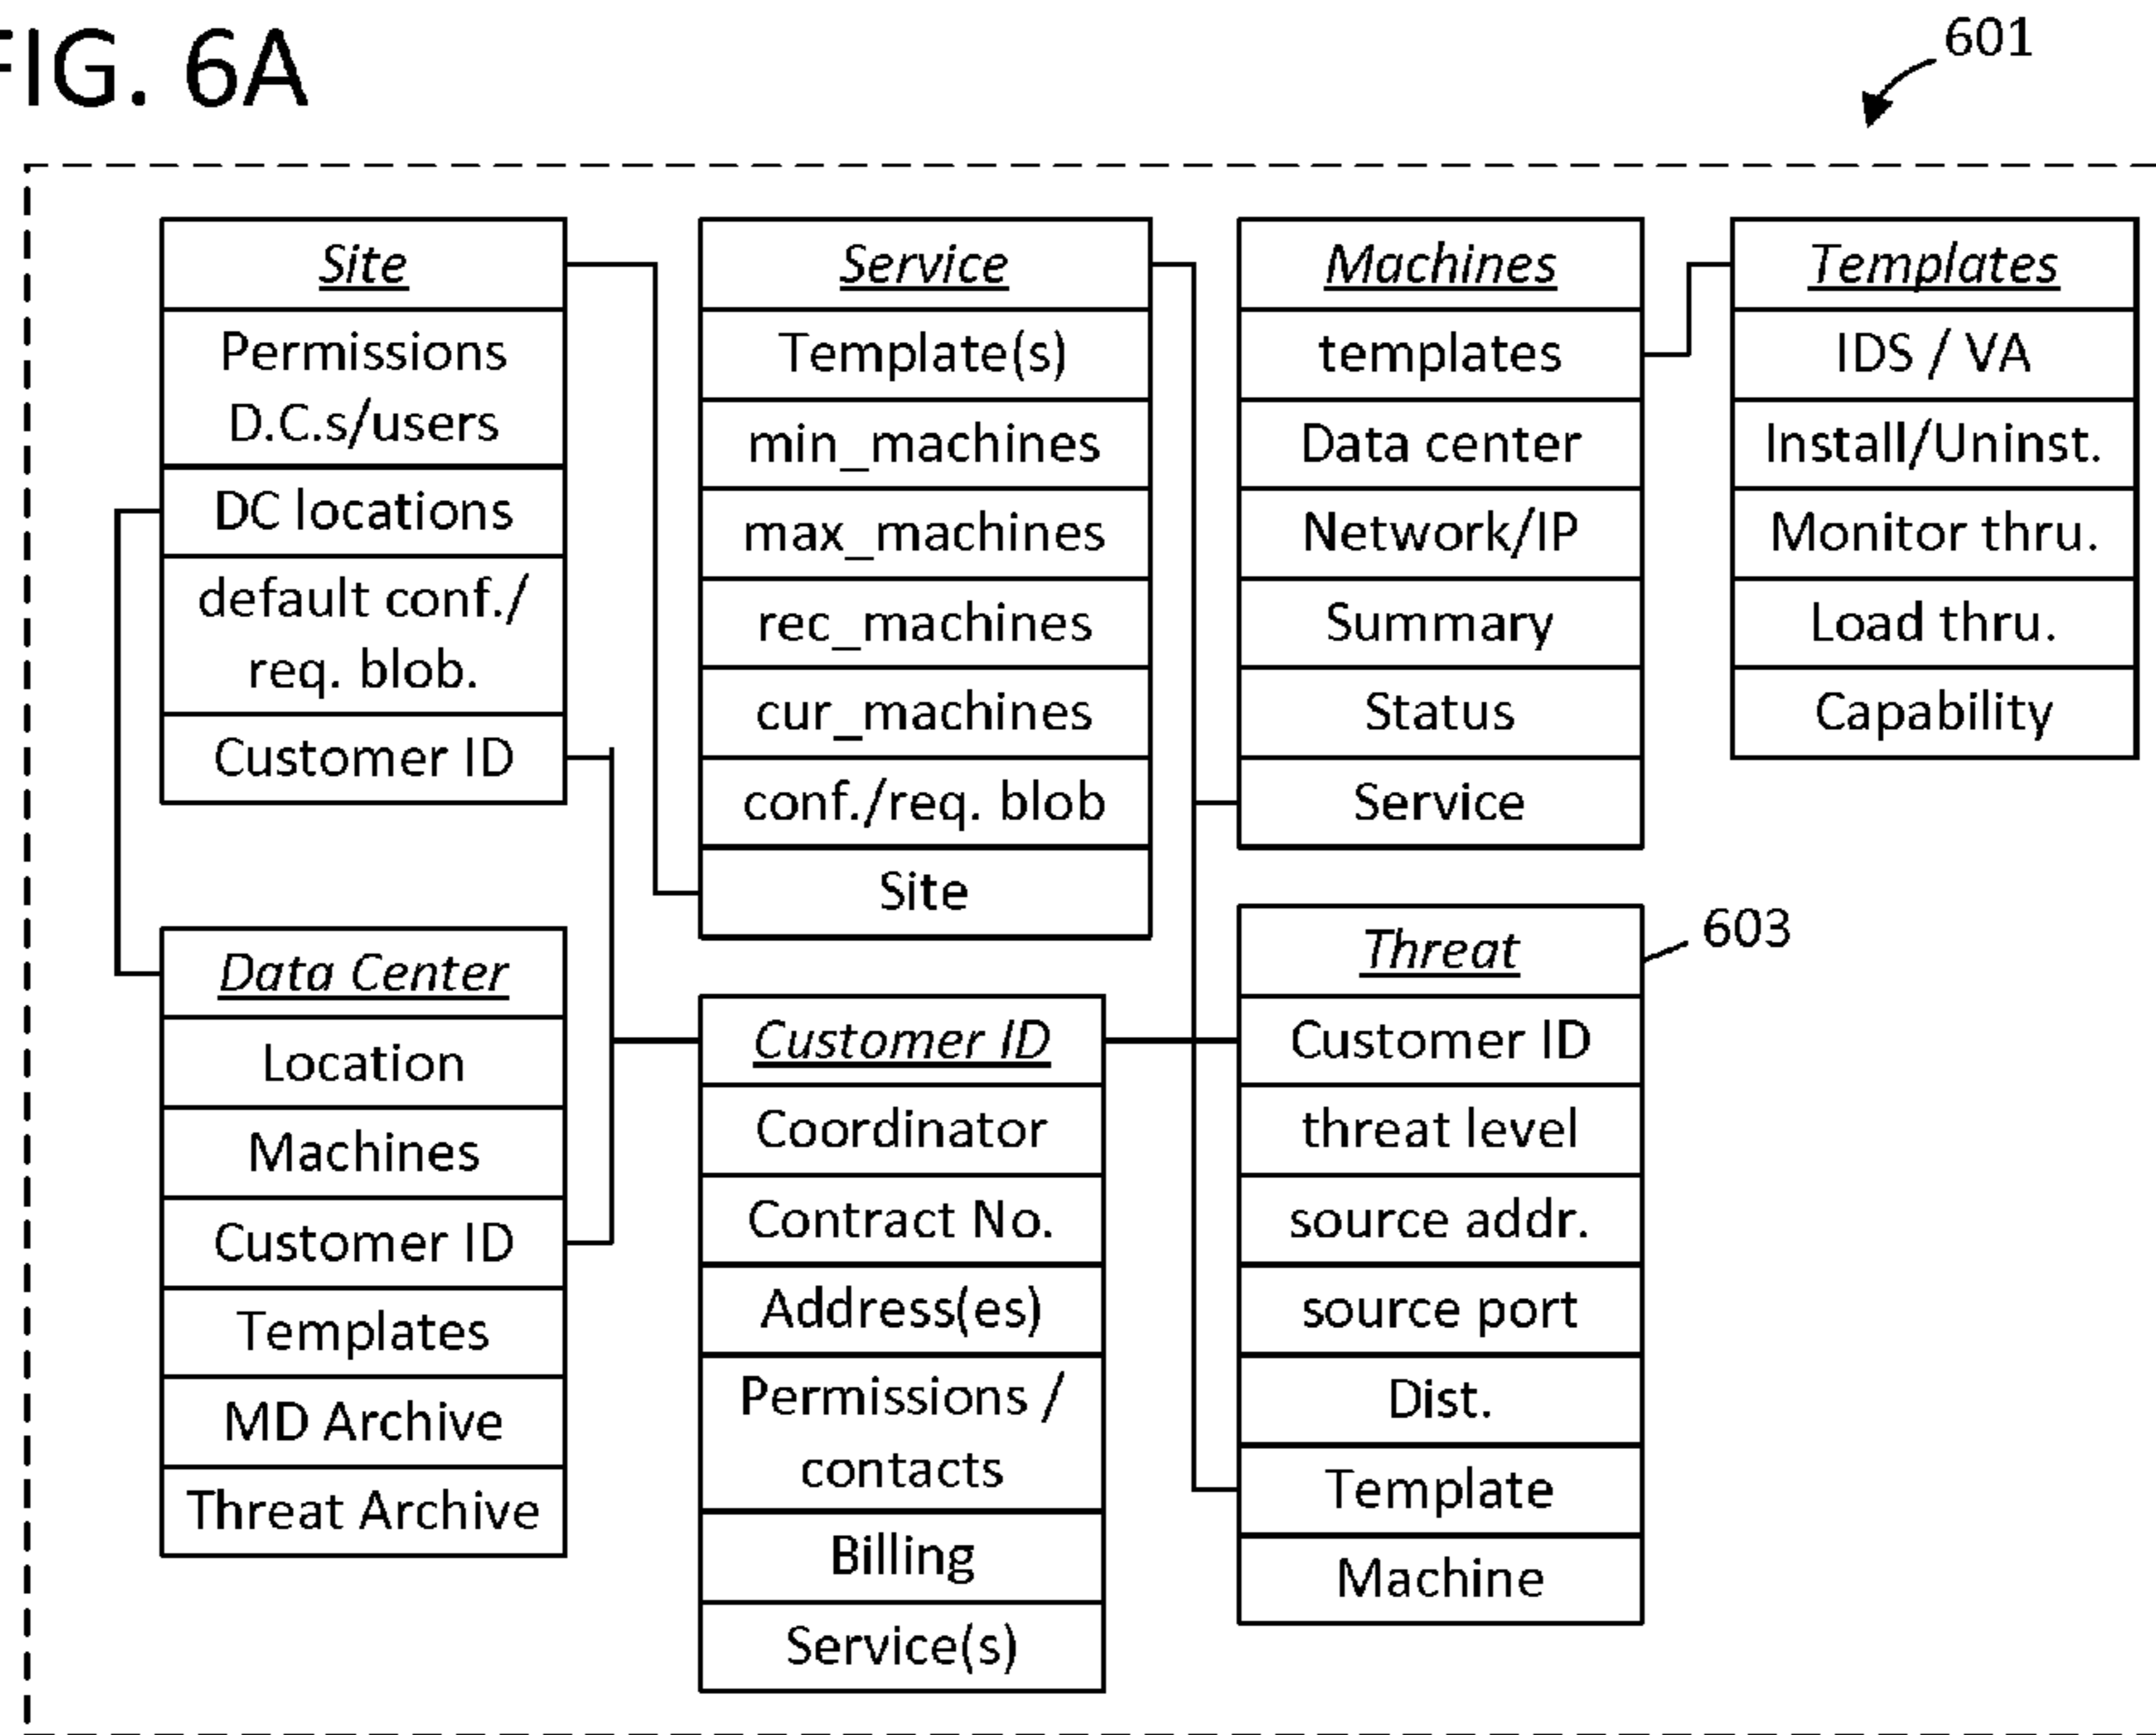 FIG. 6A
601
Site
Permissions
D.C.s/users
DC locations
default conf./
req. blob.
Customer ID
Service
Template(s)
min_machines
max_machines
rec_machines
cur_machines
conf./req. blob
Site
Machines
templates
Data center
Network/IP
Summary
Status
Service
Templates
IDS / VA
Install/Uninst.
Monitor thru.
Load thru.
Capability
Data Center
Location
Machines
Customer ID
Templates
MD Archive
Threat Archive
Customer ID
Coordinator
Contract No.
Address(es)
Permissions /
contacts
Billing
Service(s)
603
Threat
Customer ID
threat level
source addr.
source port
Dist.
Template
Machine